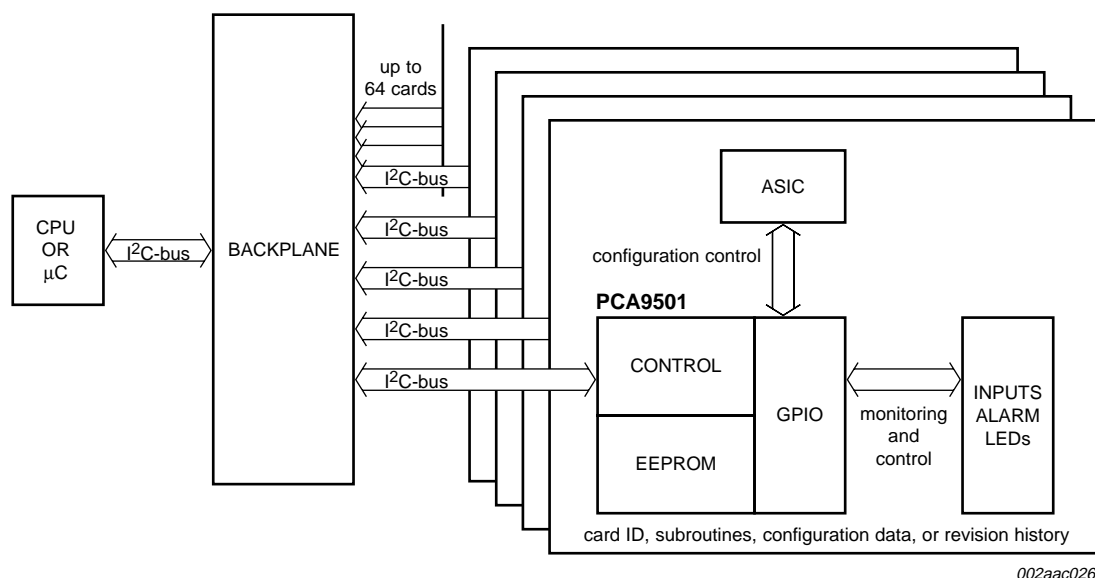 up to
64 cards
I²C-bus
ASIC
CPU
OR
μC
I²C-bus
BACKPLANE
I²C-bus
configuration control
I²C-bus
PCA9501
I²C-bus
I²C-bus
CONTROL
EEPROM
GPIO
monitoring
and
control
INPUTS
ALARM
LEDs
card ID, subroutines, configuration data, or revision history
002aac026